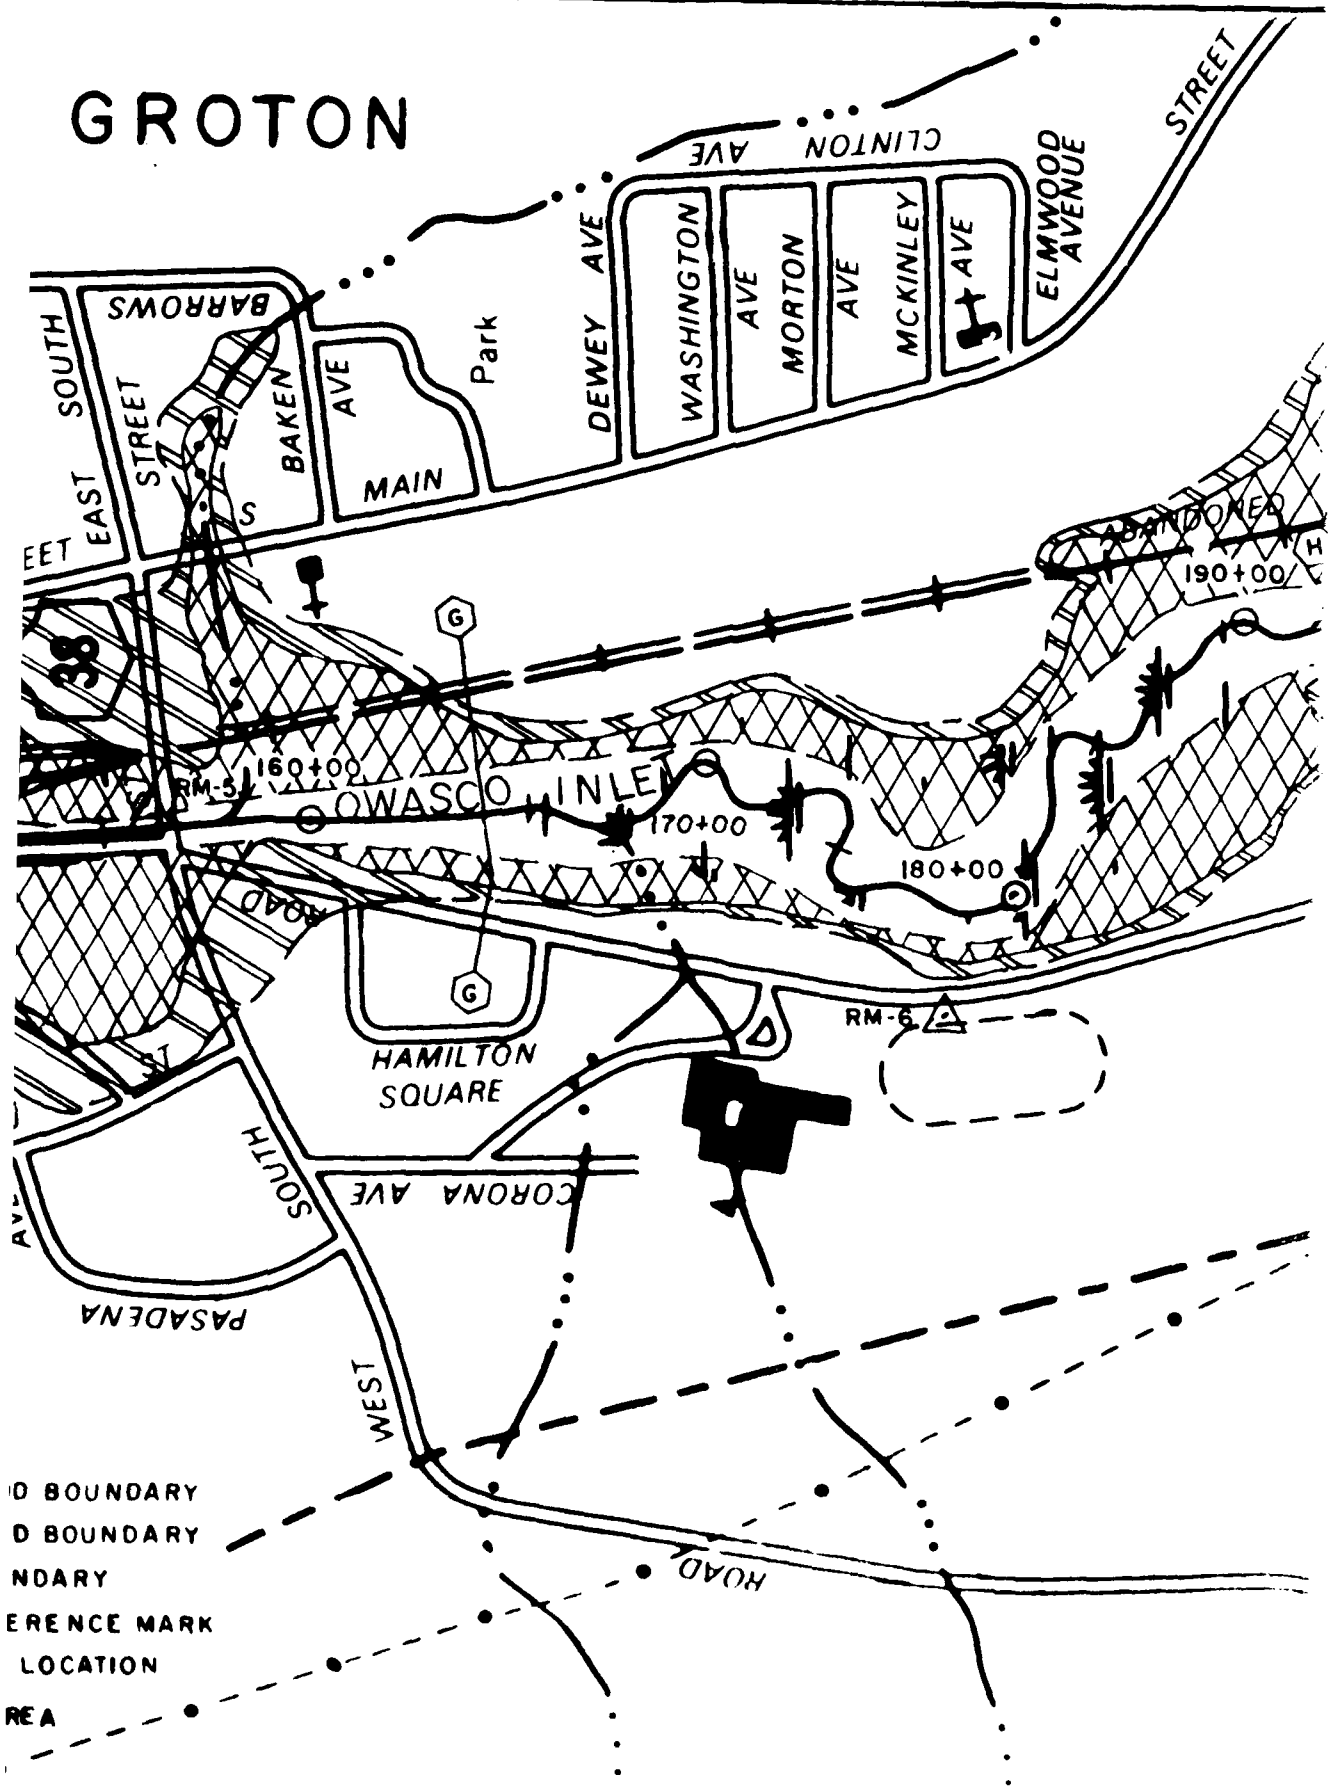 GROTON
STREET
CLINTON AVE
ELMWOOD
AVENUE
DEWEY AVE
WASHINGTON AVE
MORTON AVE
MCKINLEY AVE
BARROWS
SOUTH
STREET
BAKEN AVE
Park
MAIN
S
EAST
EET
ABANDONED
H
190+00
38
G
RM-5
160+00
OWASCO INLET
170+00
180+00
ROAD
G
RM-6
HAMILTON
SQUARE
ST
SOUTH
CORONA AVE
AVE
PASADENA
WEST
ROAD
D BOUNDARY
D BOUNDARY
NDARY
ERENCE MARK
LOCATION
REA